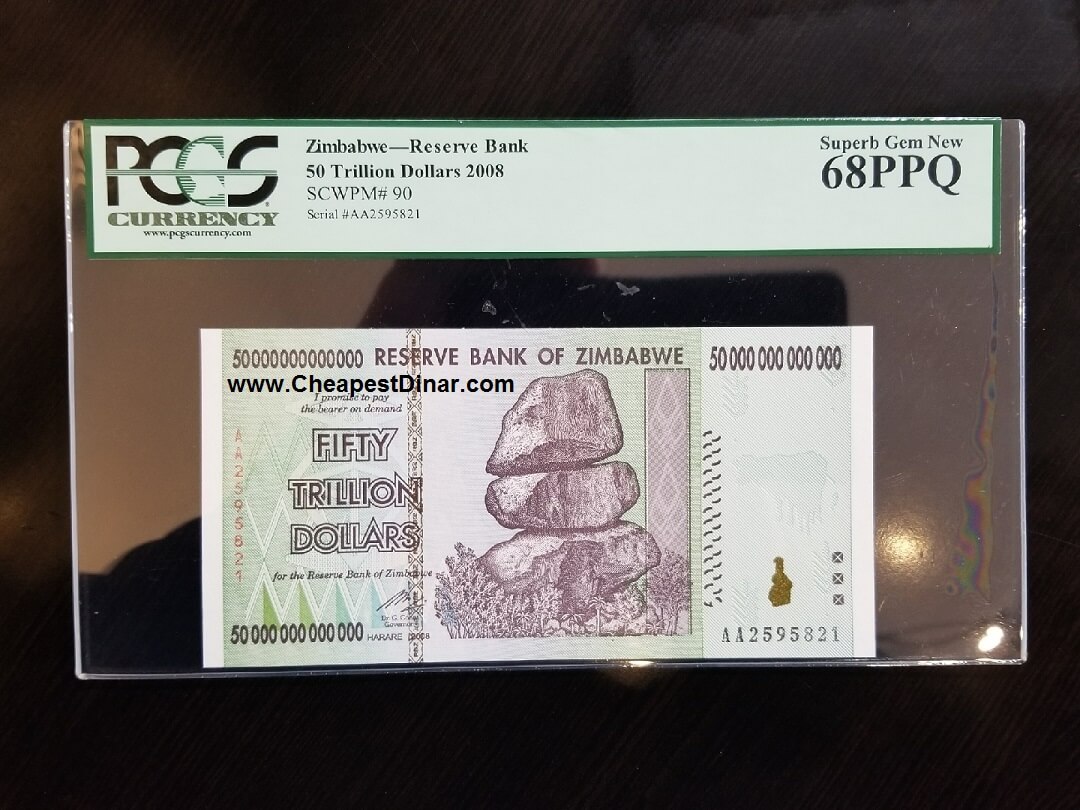 PCGS
CURRENCY
www.pcgscurrency.com
Zimbabwe—Reserve Bank
50 Trillion Dollars 2008
SCWPM# 90
Serial #AA2595821
Superb Gem New
68PPQ
50000000000000 RESERVE BANK OF ZIMBABWE 50 000 000 000 000
www.CheapestDinar.com
I promise to pay
the bearer on demand
FIFTY
TRILLION
DOLLARS
AA2595821
for the Reserve Bank of Zimbabwe
Governor
50 000 000 000 000 HARARE 2008
AA2595821